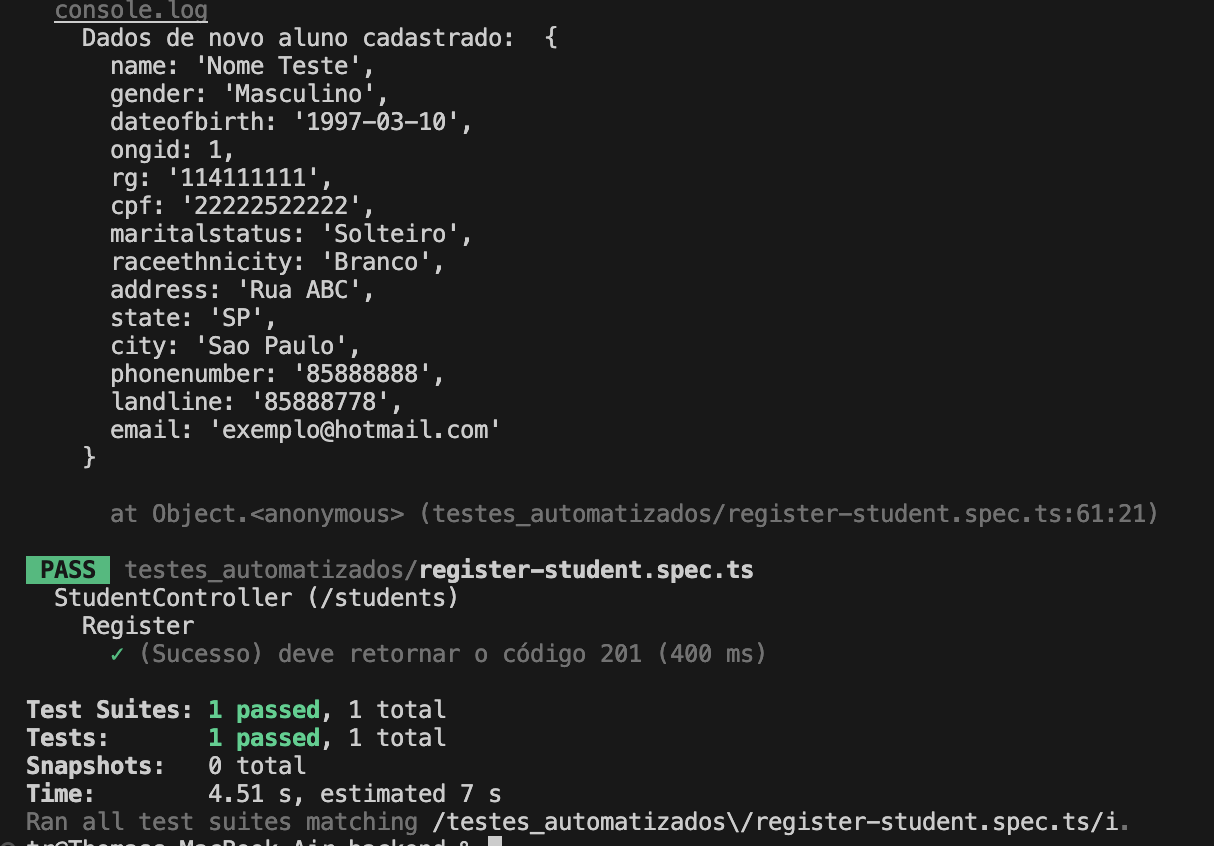 console.log
Dados de novo aluno cadastrado:  {
name: 'Nome Teste',
gender: 'Masculino',
dateofbirth: '1997-03-10',
ongid: 1,
rg: '114111111',
cpf: '22222522222',
maritalstatus: 'Solteiro',
raceethnicity: 'Branco',
address: 'Rua ABC',
state: 'SP',
city: 'Sao Paulo',
phonenumber: '85888888',
landline: '85888778',
email: 'exemplo@hotmail.com'
}
at Object.<anonymous> (testes_automatizados/register-student.spec.ts:61:21)
PASS testes_automatizados/register-student.spec.ts
StudentController (/students)
Register
✓ (Sucesso) deve retornar o código 201 (400 ms)
Test Suites: 1 passed, 1 total
Tests:       1 passed, 1 total
Snapshots:   0 total
Time:        4.51 s, estimated 7 s
Ran all test suites matching /testes_automatizados\/register-student.spec.ts/i.
tr@Thomass-MacBook-Air backend %